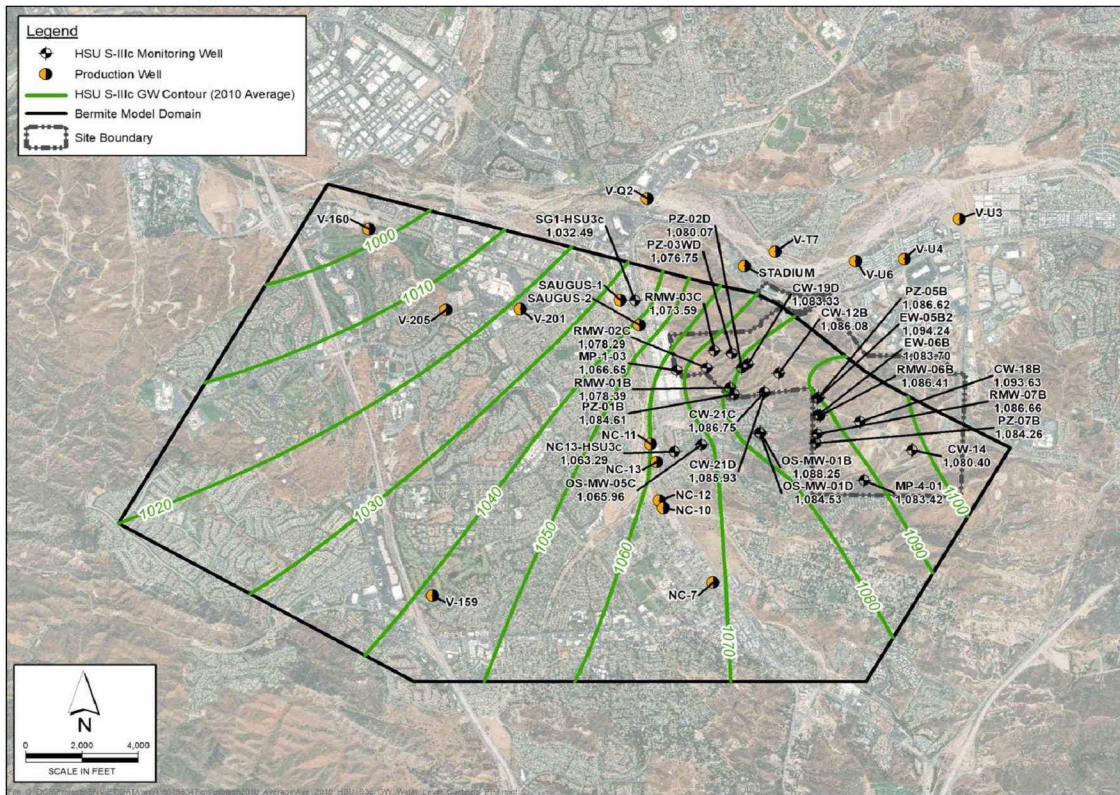 Legend
HSU S-IIIc Monitoring Well
Production Well
HSU S-IIIc GW Contour (2010 Average)
Bermite Model Domain
Site Boundary
V-Q2
V-U3
V-160
SG1-HSU3c
1,032.49
PZ-02D
1,080.07
PZ-03WD
1,076.75
V-T7
V-U4
V-U6
STADIUM
1000
1010
SAUGUS-1
SAUGUS-2
RMW-03C
1,073.59
CW-19D
1,083.33
CW-12B
1,086.08
PZ-05B
1,086.62
EW-05B2
1,094.24
EW-06B
1,083.70
RMW-06B
1,086.41
CW-18B
1,093.63
RMW-07B
1,086.66
PZ-07B
1,084.26
V-205
V-201
RMW-02C
1,078.29
MP-1-03
1,066.65
RMW-01B
1,078.39
PZ-01B
1,084.61
CW-21C
1,086.75
NC-11
NC13-HSU3c
1,063.29
NC-13
OS-MW-05C
1,065.96
CW-21D
1,085.93
OS-MW-01B
1,088.25
OS-MW-01D
1,084.53
MP-4-01
1,083.42
CW-14
1,080.40
1100
NC-12
NC-10
1020
1030
1040
1050
1060
1070
1080
1090
V-159
NC-7
N
0 2,000 4,000
SCALE IN FEET